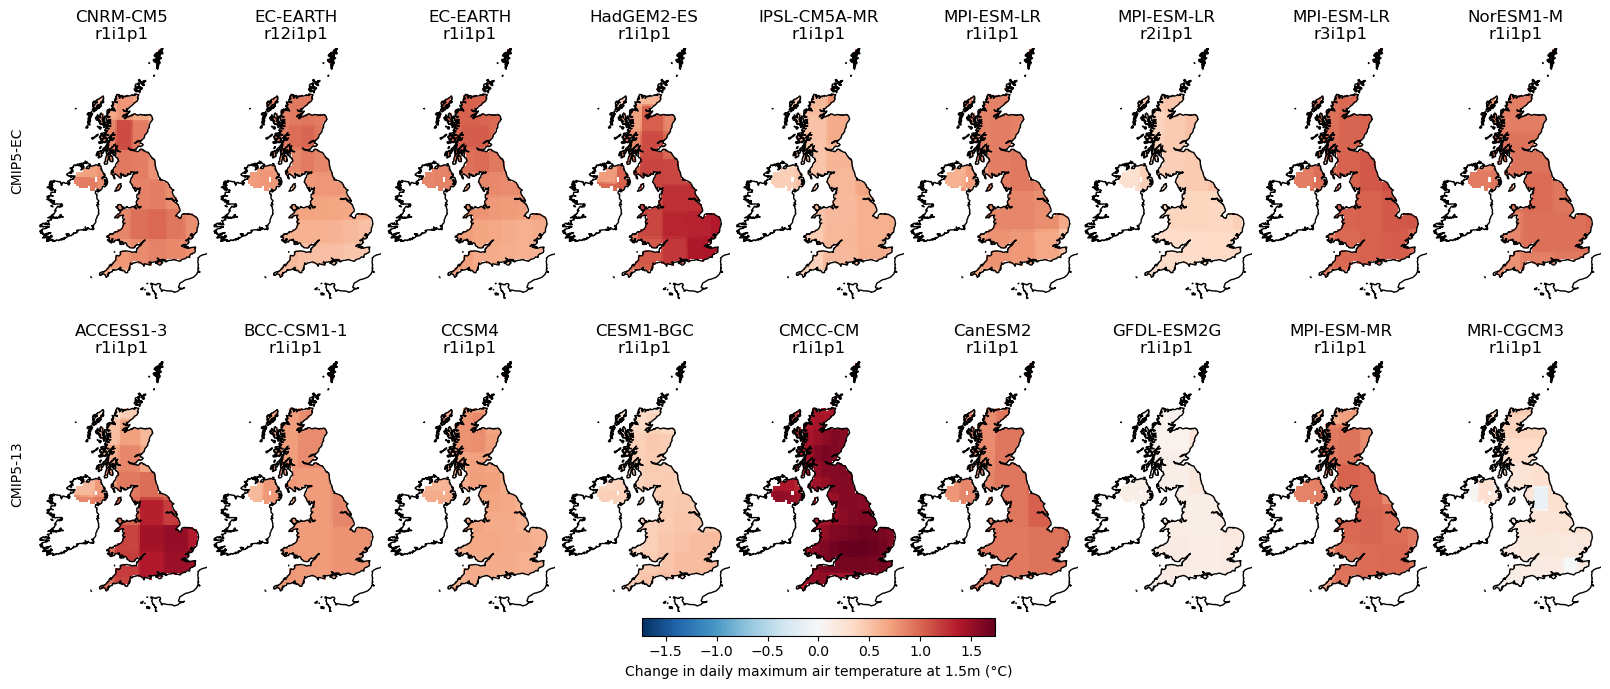 CNRM-CM5 EC-EARTH EC-EARTH HadGEM2-ES IPSL-CM5A-MR MPI-ESM-LR MPI-ESM-LR MPI-ESM-LR NorESM1-M
r1i1p1 r12i1p1 r1i1p1 r1i1p1 r1i1p1 r1i1p1 r2i1p1 r3i1p1 r1i1p1
CMIP5-EC
ACCESS1-3 BCC-CSM1-1 CCSM4 CESM1-BGC CMCC-CM CanESM2 GFDL-ESM2G MPI-ESM-MR MRI-CGCM3
r1i1p1 r1i1p1 r1i1p1 r1i1p1 r1i1p1 r1i1p1 r1i1p1 r1i1p1 r1i1p1
CMIP5-13
−1.5 −1.0 −0.5 0.0 0.5 1.0 1.5
Change in daily maximum air temperature at 1.5m (°C)